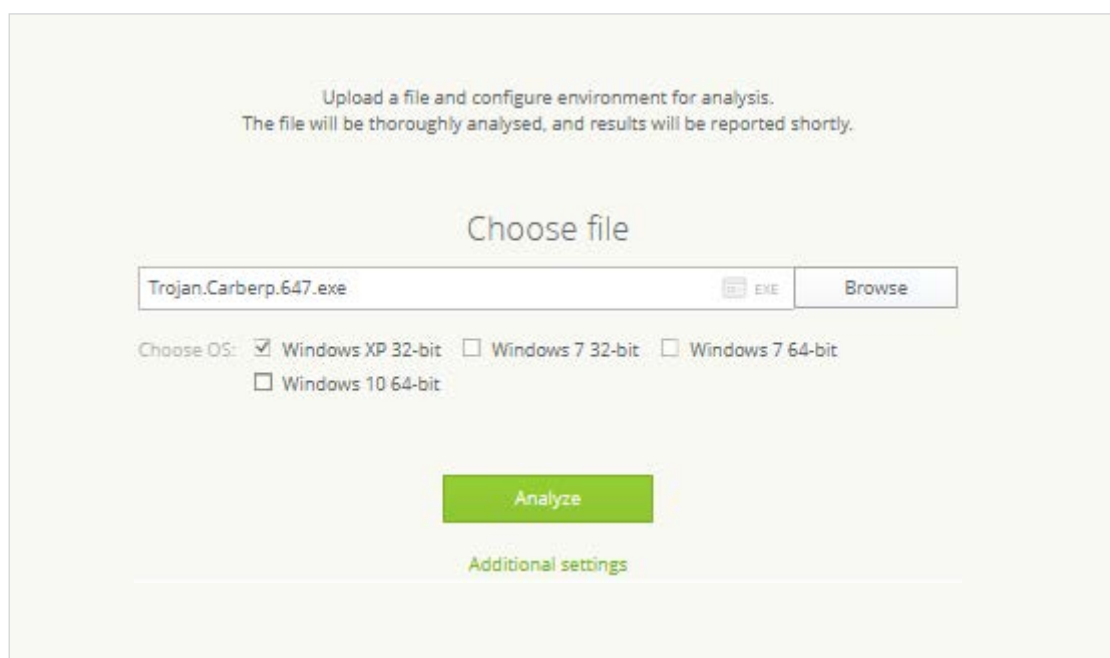 Upload a file and configure environment for analysis.
The file will be thoroughly analysed, and results will be reported shortly.
Choose file
Trojan.Carberp.647.exe EXE Browse
Choose OS: Windows XP 32-bit Windows 7 32-bit Windows 7 64-bit
Windows 10 64-bit
Analyze
Additional settings